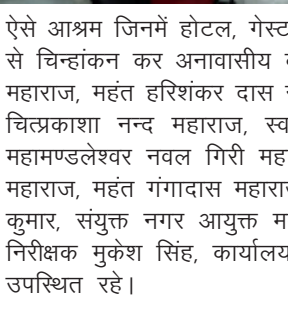 ऐसे आश्रम जिनमें होटल, गेस्ट
से चिन्हांकन कर अनावासीय
महाराज, महंत हरिशंकर दास
चित्प्रकाशा नन्द महाराज, स्व
महामण्डलेश्वर नवल गिरी मह
महाराज, महंत गंगादास महारा
कुमार, संयुक्त नगर आयुक्त म
निरीक्षक मुकेश सिंह, कार्यालय
उपस्थित रहे।